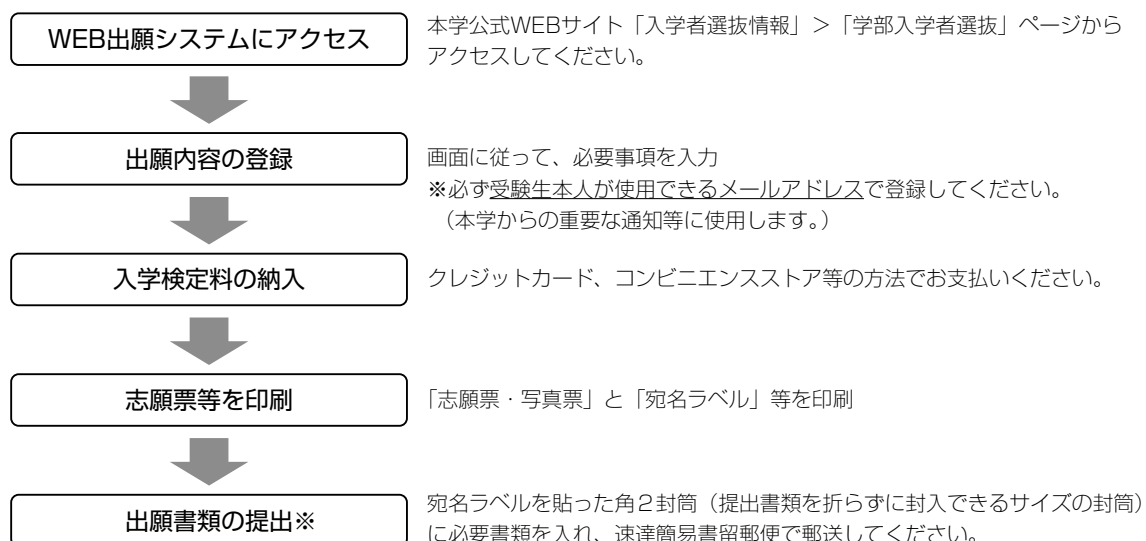 WEB出願システムにアクセス
本学公式WEBサイト「入学者選抜情報」＞「学部入学者選抜」ページから
アクセスしてください。
出願内容の登録
画面に従って、必要事項を入力
※必ず受験生本人が使用できるメールアドレスで登録してください。
（本学からの重要な通知等に使用します。）
入学検定料の納入
クレジットカード、コンビニエンスストア等の方法でお支払いください。
志願票等を印刷
「志願票・写真票」と「宛名ラベル」等を印刷
出願書類の提出※
宛名ラベルを貼った角２封筒（提出書類を折らずに封入できるサイズの封筒）
に必要書類を入れ、速達簡易書留郵便で郵送してください。